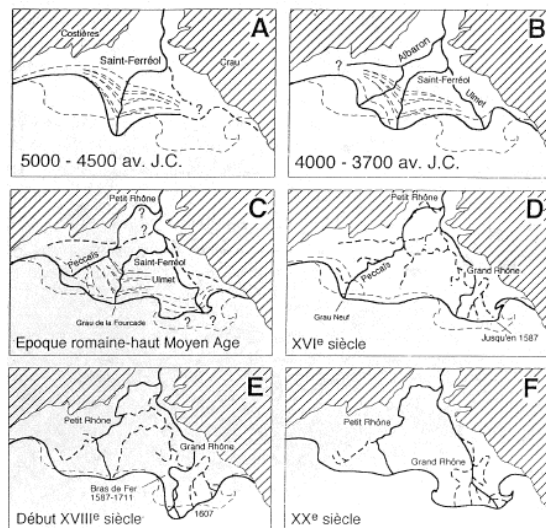 A
Costières
Saint-Ferréol
Crau
?
5000 - 4500 av. J.C.
B
?
Albaron
Saint-Ferréol
Ulmet
4000 - 3700 av. J.C.
C
Petit Rhône
?
?
Peccais
Saint-Ferréol
Ulmet
? ?
Grau de la Fourcade
Epoque romaine-haut Moyen Age
D
Petit Rhône
Peccais
Grand Rhône
Grau Neuf
Jusqu'en 1587
XVIe siècle
E
Petit Rhône
Grand Rhône
Bras de Fer
1587-1711
1607
Début XVIIIe siècle
F
Petit Rhône
Grand Rhône
XXe siècle